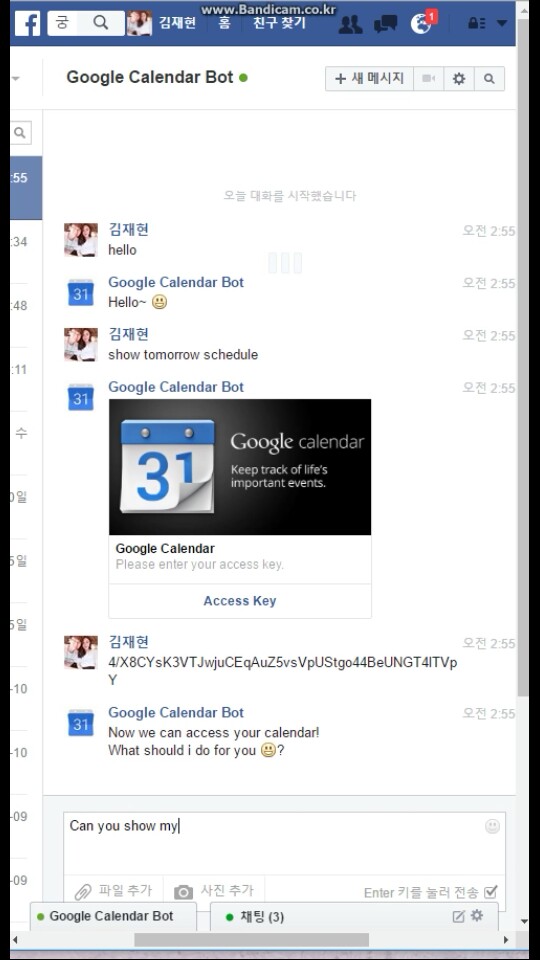 www.Bandicam.co.kr
f 궁 김재현 홈 친구 찾기 1
Google Calendar Bot
+ 새 메시지
:55
:34
:48
:11
수
일
5일
5일
-10
-10
-09
-09
오늘 대화를 시작했습니다
김재현 오전 2:55
hello
Google Calendar Bot 오전 2:55
31
Hello~
김재현 오전 2:55
show tomorrow schedule
Google Calendar Bot 오전 2:55
31
31 Google calendar
Keep track of life's
important events.
Google Calendar
Please enter your access key.
Access Key
김재현 오전 2:55
4/X8CYsK3VTJwjuCEqAuZ5vsVpUStgo44BeUNGT4lTVp
Y
Google Calendar Bot 오전 2:55
31
Now we can access your calendar!
What should i do for you ?
Can you show my
파일 추가 사진 추가 Enter 키를 눌러 전송
Google Calendar Bot 채팅 (3)